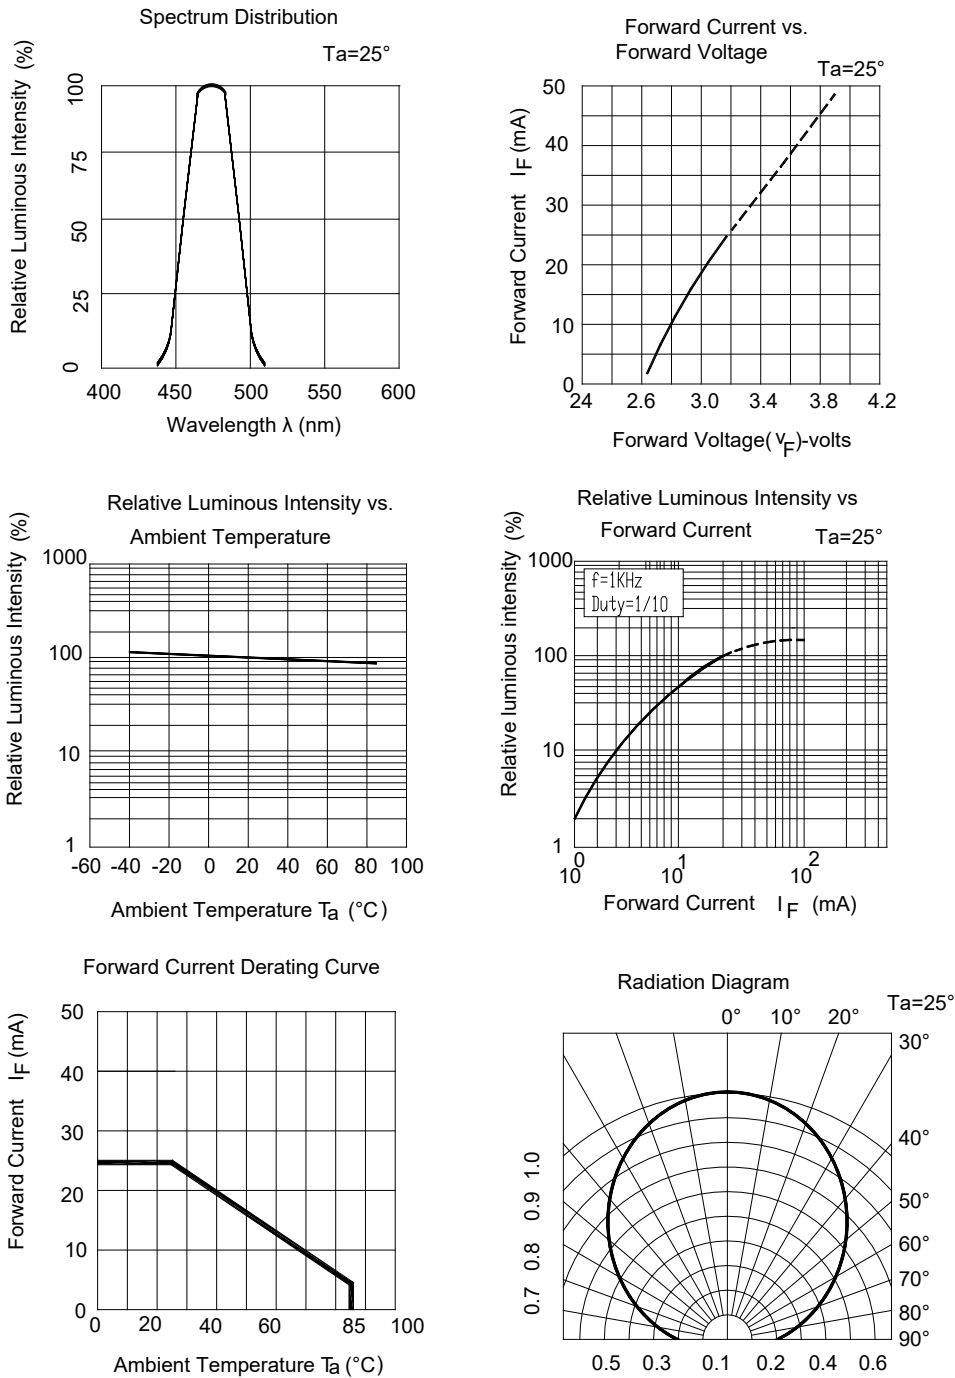 Spectrum Distribution
Ta=25°
Relative Luminous Intensity (%)
100
75
50
25
0
400 450 500 550 600
Wavelength λ (nm)
Forward Current vs.
Forward Voltage
Ta=25°
Forward Current IF (mA)
50
40
30
20
10
0
24 2.6 3.0 3.4 3.8 4.2
Forward Voltage( VF)-volts
Relative Luminous Intensity vs.
Ambient Temperature
Relative Luminous Intensity (%)
1000
100
10
1
-60 -40 -20 0 20 40 60 80 100
Ambient Temperature Ta (°C)
Relative Luminous Intensity vs
Forward Current
Ta=25°
Relative luminous intensity (%)
1000
f=1KHz
Duty=1/10
100
10
1
10⁰ 10¹ 10²
Forward Current IF (mA)
Forward Current Derating Curve
Forward Current IF (mA)
50
40
30
20
10
0
0 20 40 60 85 100
Ambient Temperature Ta (°C)
Radiation Diagram
Ta=25°
0° 10° 20°
30°
40°
50°
60°
70°
80°
90°
1.0
0.9
0.8
0.7
0.5 0.3 0.1 0.2 0.4 0.6